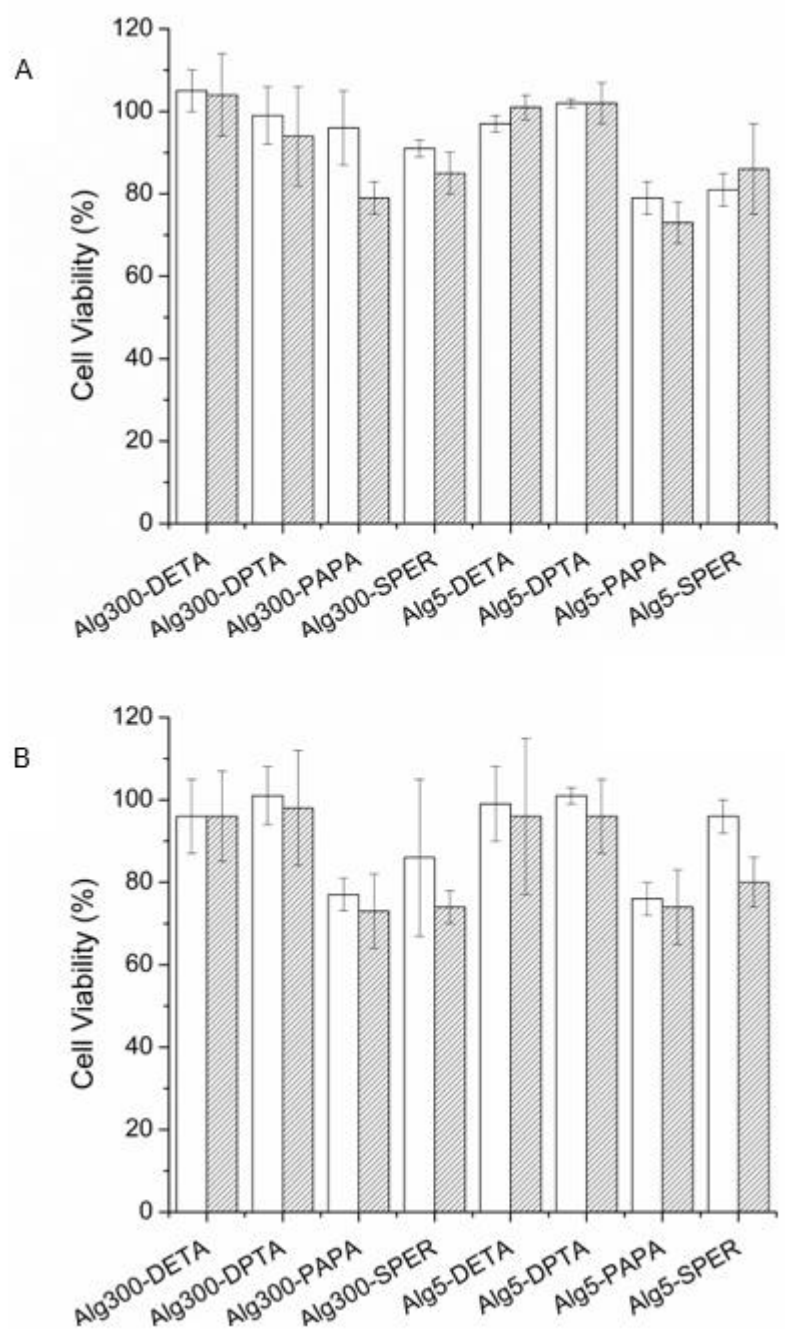 A
Cell Viability (%)
120
100
80
60
40
20
0
Alg300-DETA
Alg300-DPTA
Alg300-PAPA
Alg300-SPER
Alg5-DETA
Alg5-DPTA
Alg5-PAPA
Alg5-SPER
B
Cell Viability (%)
120
100
80
60
40
20
0
Alg300-DETA
Alg300-DPTA
Alg300-PAPA
Alg300-SPER
Alg5-DETA
Alg5-DPTA
Alg5-PAPA
Alg5-SPER